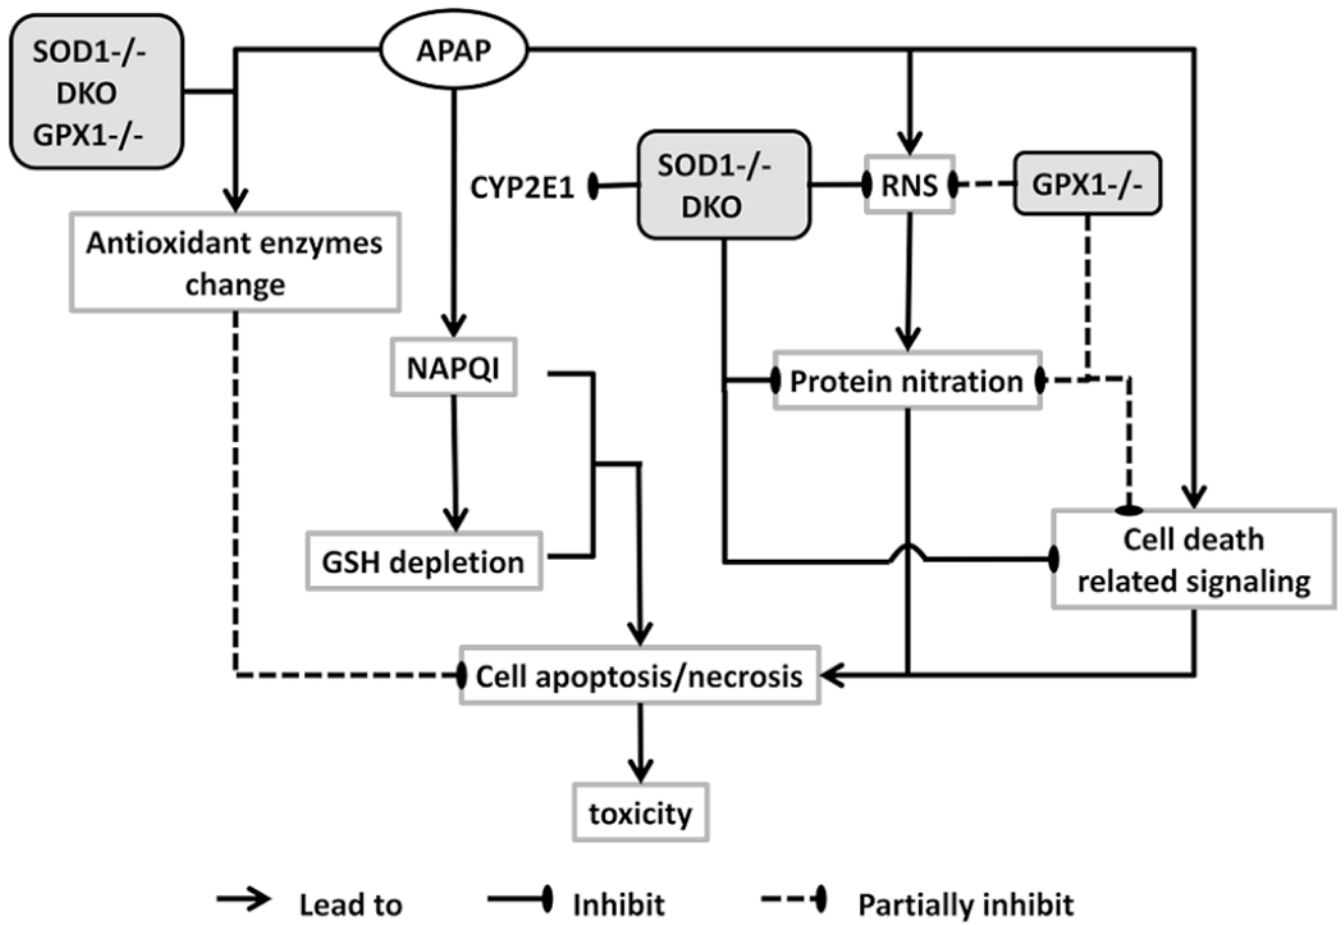 SOD1-/-
DKO
GPX1-/-
APAP
CYP2E1
SOD1-/-
DKO
RNS
GPX1-/-
Antioxidant enzymes
change
NAPQI
Protein nitration
GSH depletion
Cell death
related signaling
Cell apoptosis/necrosis
toxicity
Lead to
Inhibit
Partially inhibit